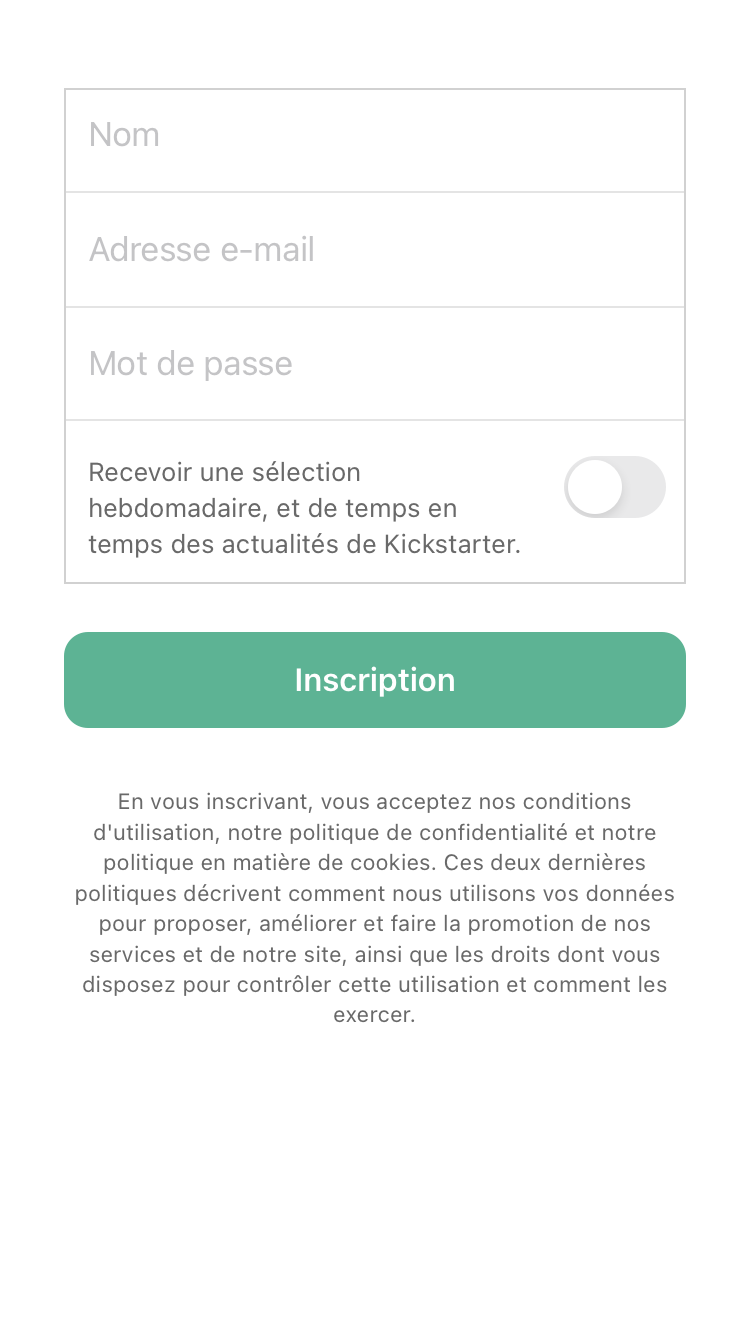 Nom
Adresse e-mail
Mot de passe
Recevoir une sélection
hebdomadaire, et de temps en
temps des actualités de Kickstarter.
Inscription
En vous inscrivant, vous acceptez nos conditions
d'utilisation, notre politique de confidentialité et notre
politique en matière de cookies. Ces deux dernières
politiques décrivent comment nous utilisons vos données
pour proposer, améliorer et faire la promotion de nos
services et de notre site, ainsi que les droits dont vous
disposez pour contrôler cette utilisation et comment les
exercer.